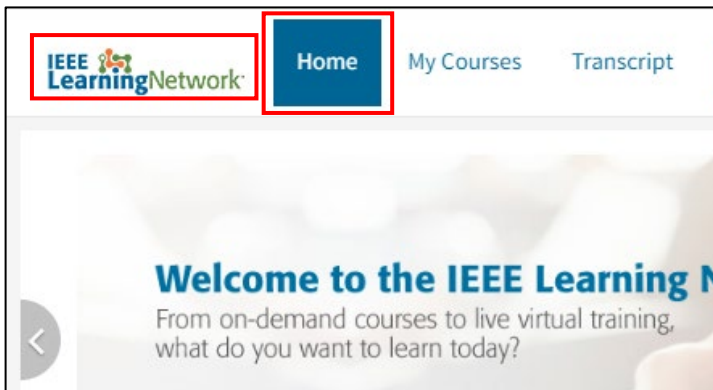 IEEE
LearningNetwork
Home My Courses Transcript
Welcome to the IEEE Learning
From on-demand courses to live virtual training,
what do you want to learn today?